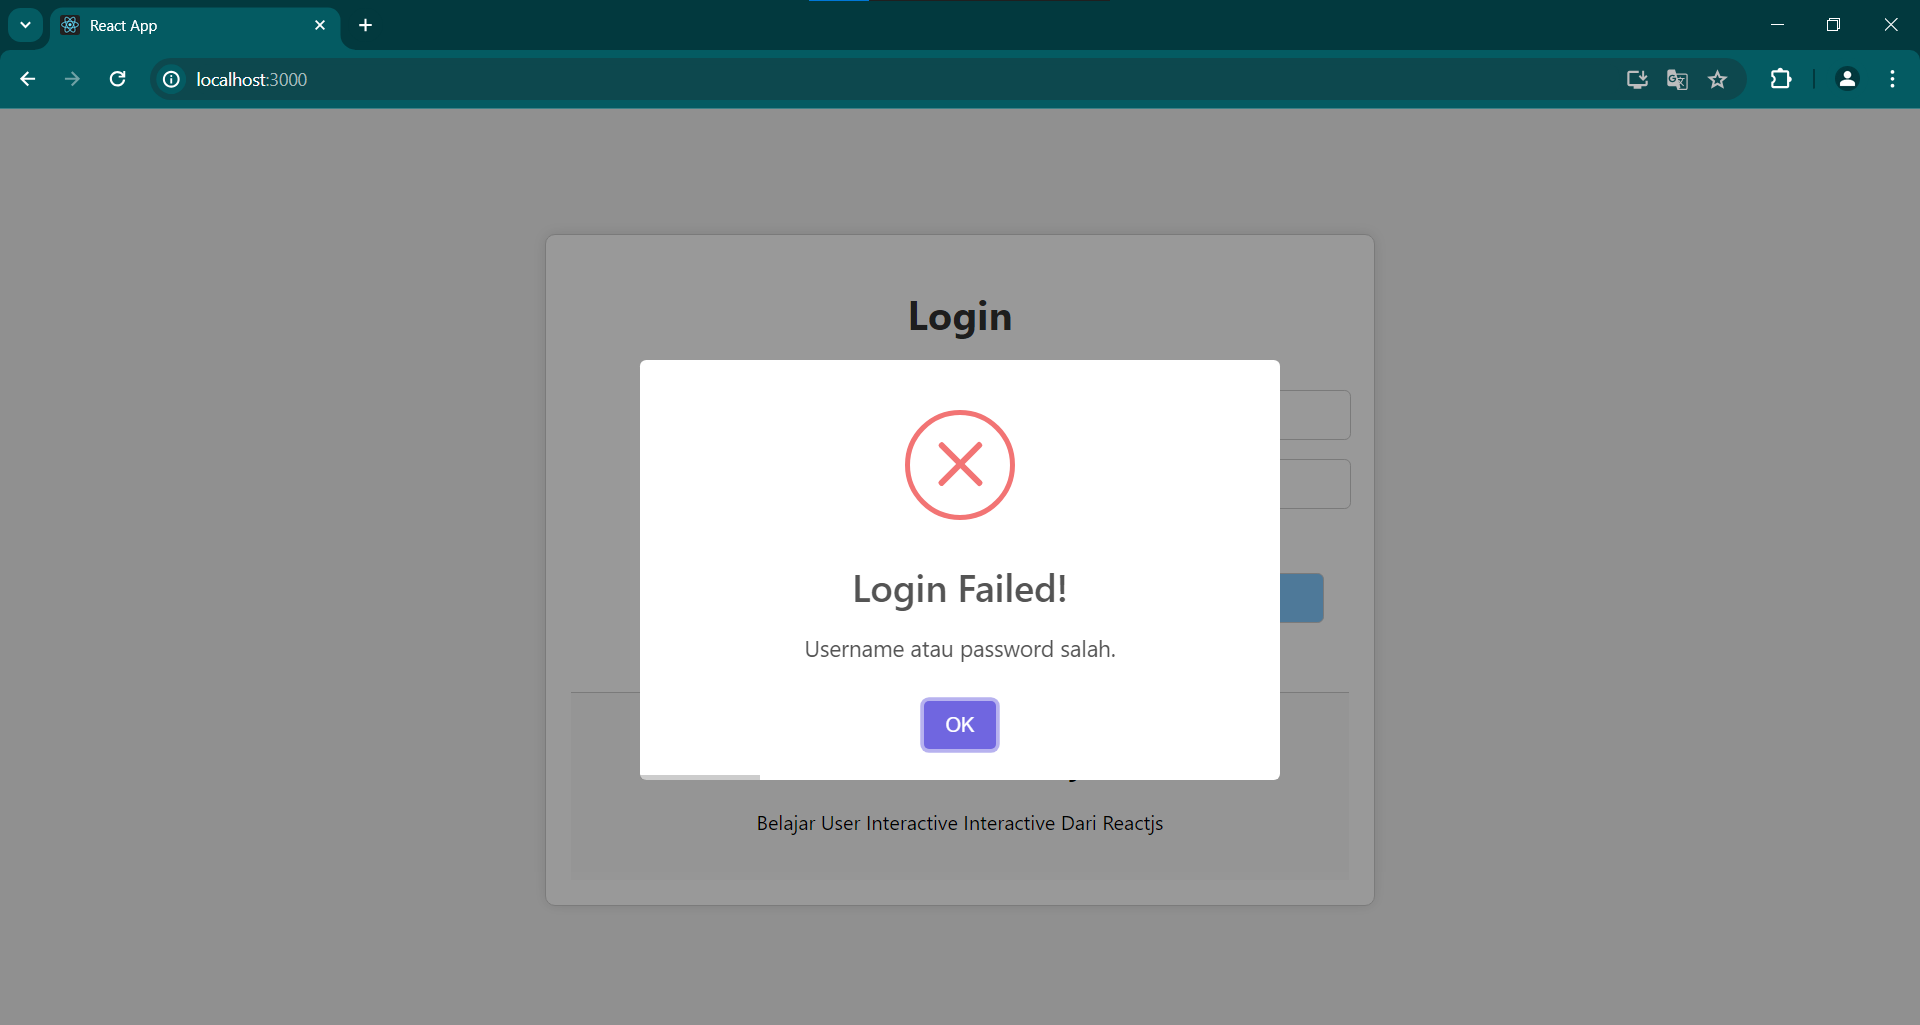 React App
localhost:3000
Login
Login Failed!
Username atau password salah.
OK
Belajar User Interactive Interactive Dari Reactjs